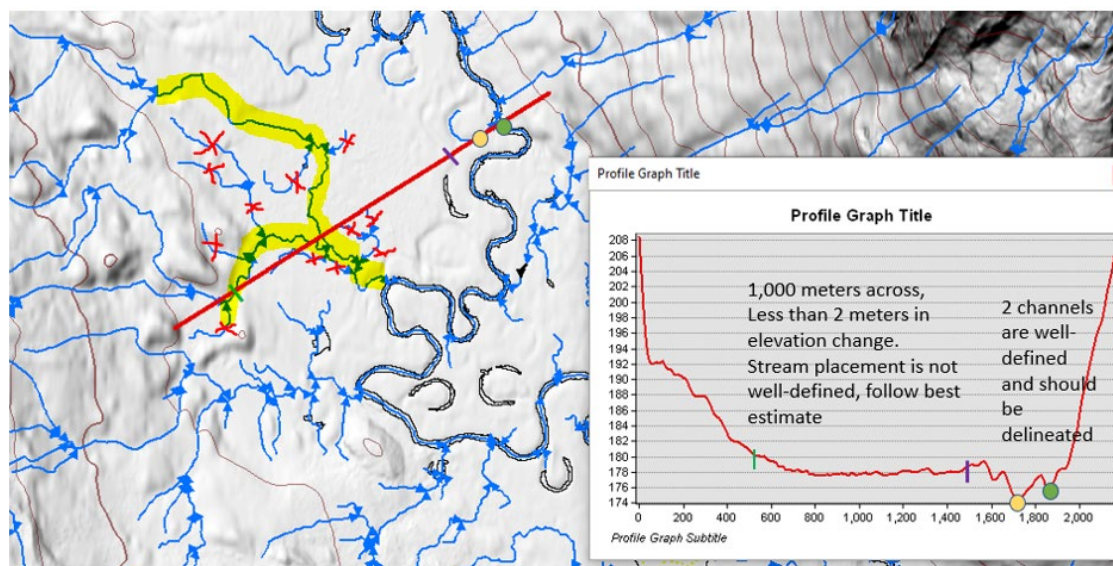 Profile Graph Title
Profile Graph Title
208
206
204
202
200
198
196
194
192
190
188
186
184
182
180
178
176
174
1,000 meters across,
Less than 2 meters in
elevation change.
Stream placement is not
well-defined, follow best
estimate
2 channels
are well-
defined
and should
be
delineated
0 200 400 600 800 1,000 1,200 1,400 1,600 1,800 2,000
Profile Graph Subtitle